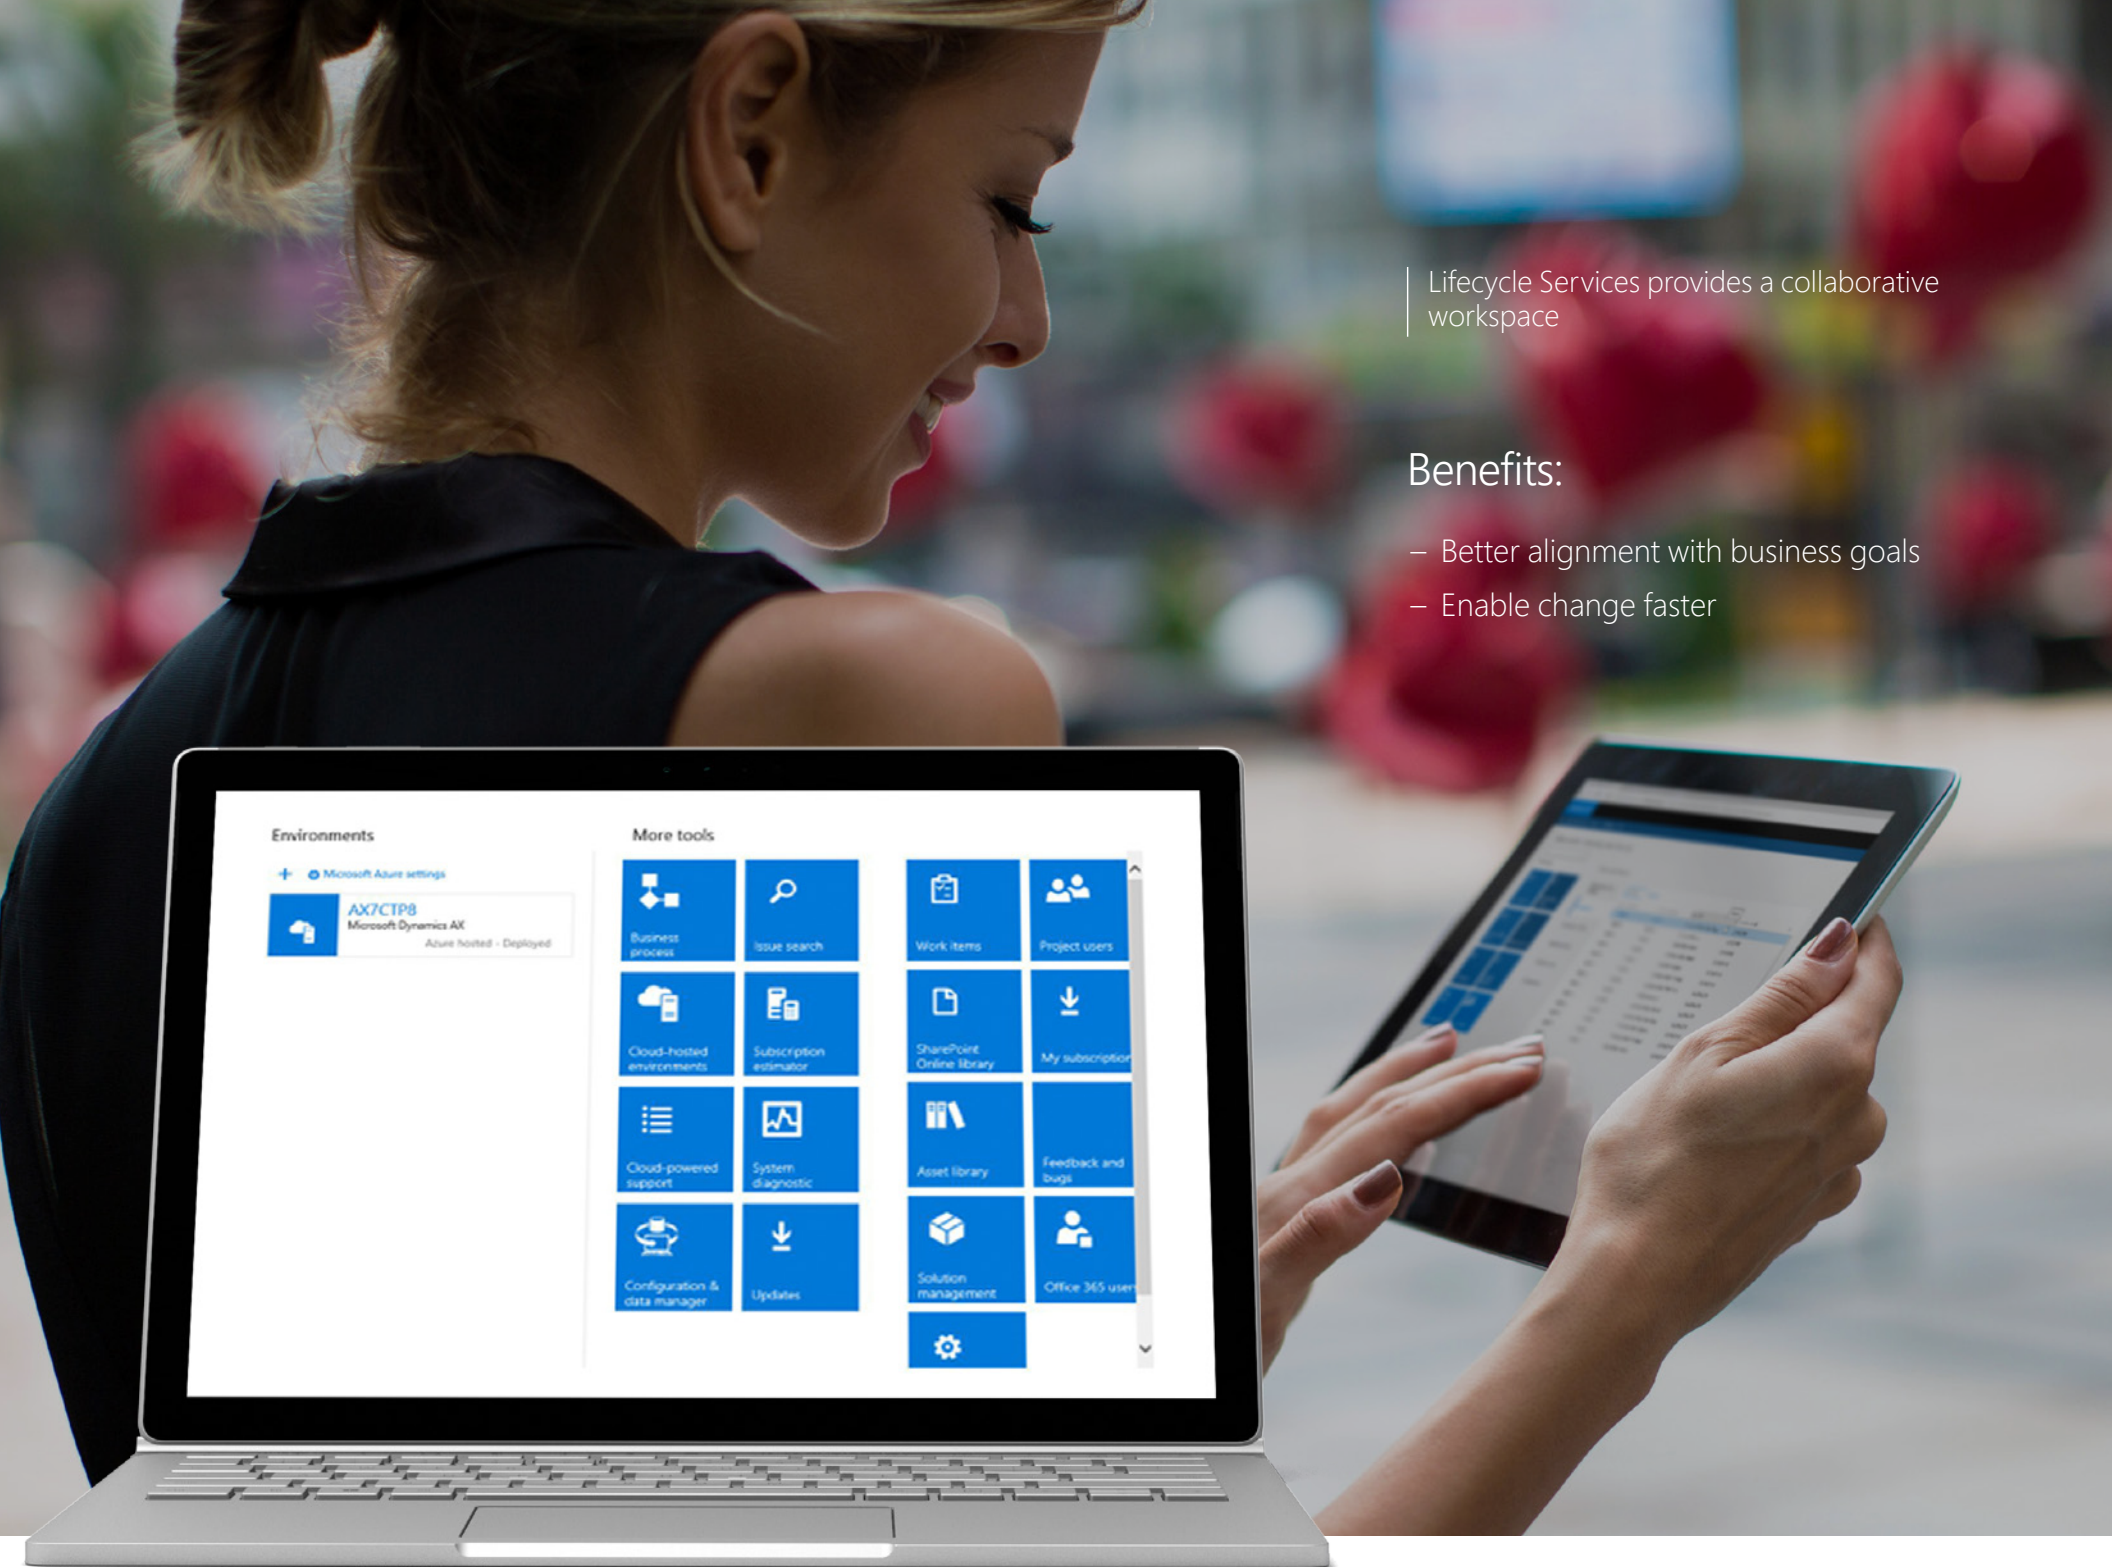 Lifecycle Services provides a collaborative
workspace
Benefits:
– Better alignment with business goals
– Enable change faster
Environments
More tools
Microsoft Azure settings
AX7CTP8
Microsoft Dynamics AX
Azure hosted - Deployed
Business
process
Issue search
Work items
Project users
Cloud-hosted
environments
Subscription
estimator
SharePoint
Online library
My subscription
Cloud-powered
support
System
diagnostic
Asset library
Feedback and
bugs
Configuration &
data manager
Updates
Solution
management
Office 365 user